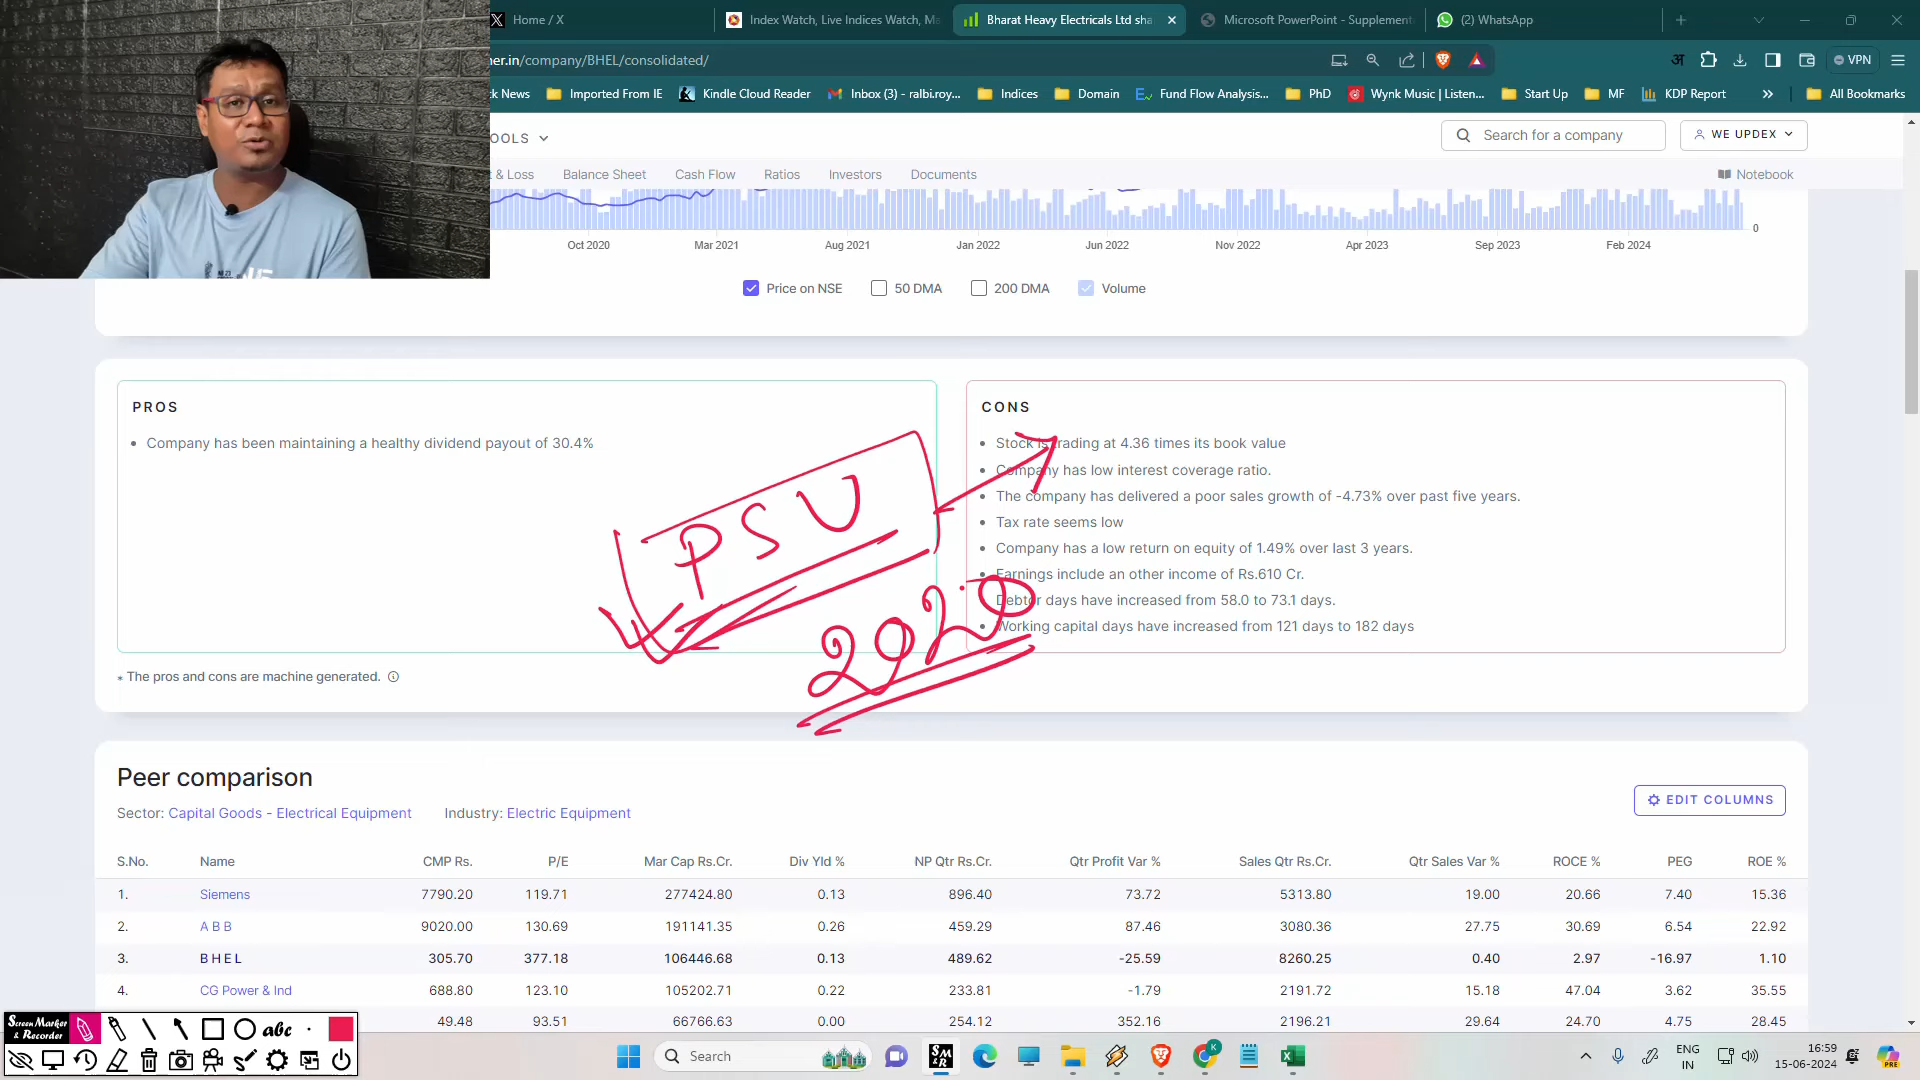 Home / X
Index Watch, Live Indices Watch, Ma
Bharat Heavy Electricals Ltd sha
Microsoft PowerPoint - Supplement
(2) WhatsApp
ner.in/company/BHEL/consolidated/
अ
VPN
ck News
Imported From IE
Kindle Cloud Reader
Inbox (3) - ralbi.roy...
Indices
Domain
Fund Flow Analysis...
PhD
Wynk Music | Listen...
Start Up
MF
KDP Report
All Bookmarks
OOLS
Search for a company
WE UPDEX
t & Loss
Balance Sheet
Cash Flow
Ratios
Investors
Documents
Notebook
0
Oct 2020
Mar 2021
Aug 2021
Jan 2022
Jun 2022
Nov 2022
Apr 2023
Sep 2023
Feb 2024
Price on NSE
50 DMA
200 DMA
Volume
PROS
• Company has been maintaining a healthy dividend payout of 30.4%
CONS
• Stock is trading at 4.36 times its book value
• Company has low interest coverage ratio.
• The company has delivered a poor sales growth of -4.73% over past five years.
• Tax rate seems low
• Company has a low return on equity of 1.49% over last 3 years.
• Earnings include an other income of Rs.610 Cr.
• Debtor days have increased from 58.0 to 73.1 days.
• Working capital days have increased from 121 days to 182 days
PSU
2020
* The pros and cons are machine generated.
Peer comparison
Sector: Capital Goods - Electrical Equipment Industry: Electric Equipment
EDIT COLUMNS
S.No. Name CMP Rs. P/E Mar Cap Rs.Cr. Div Yld % NP Qtr Rs.Cr. Qtr Profit Var % Sales Qtr Rs.Cr. Qtr Sales Var % ROCE % PEG ROE %
1. Siemens 7790.20 119.71 277424.80 0.13 896.40 73.72 5313.80 19.00 20.66 7.40 15.36
2. A B B 9020.00 130.69 191141.35 0.26 459.29 87.46 3080.36 27.75 30.69 6.54 22.92
3. B H E L 305.70 377.18 106446.68 0.13 489.62 -25.59 8260.25 0.40 2.97 -16.97 1.10
4. CG Power & Ind 688.80 123.10 105202.71 0.22 233.81 -1.79 2191.72 15.18 47.04 3.62 35.55
49.48 93.51 66766.63 0.00 254.12 352.16 2196.21 29.64 24.70 4.75 28.45
Screen Marker
& Recorder
abc
Search
S M
& R
K
ENG
IN
16:59
15-06-2024
PRE